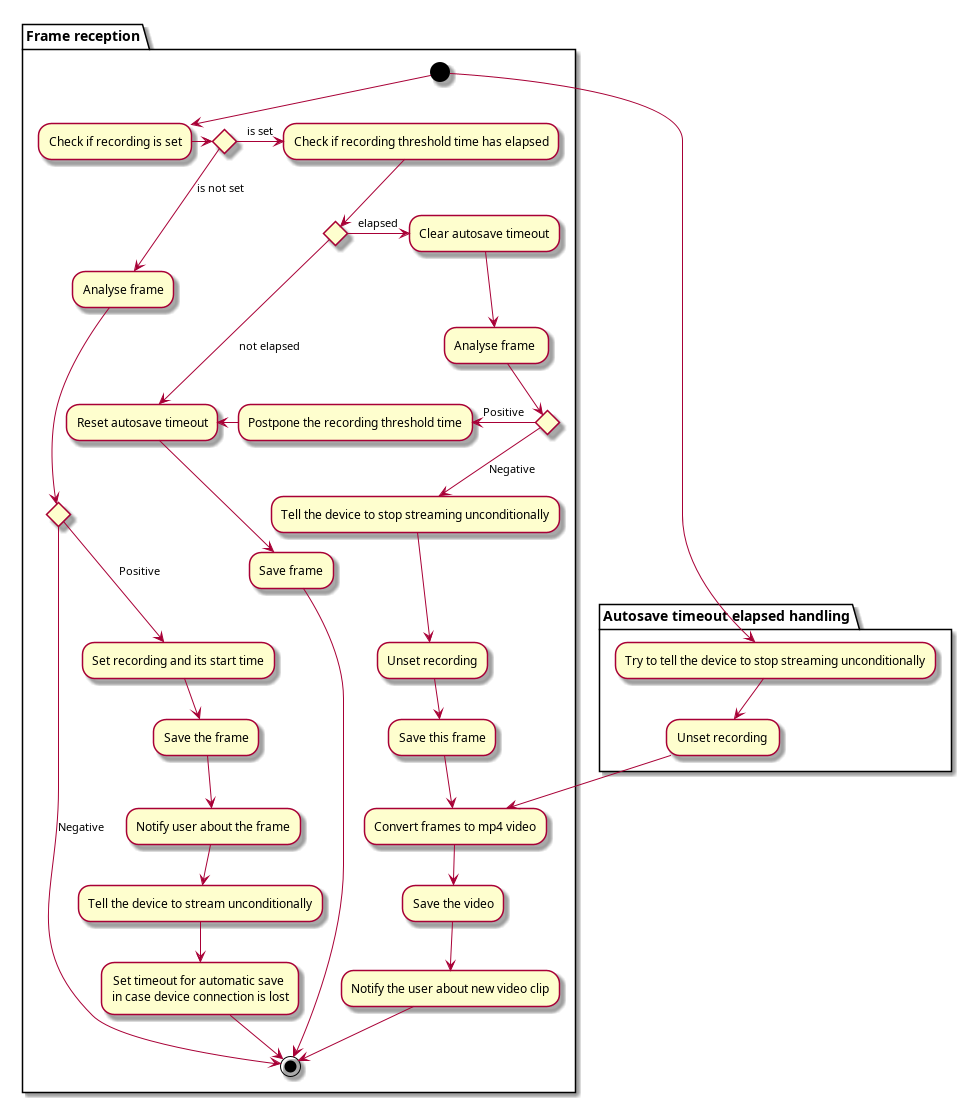 Frame reception
Check if recording is set
is set
Check if recording threshold time has elapsed
is not set
elapsed
Clear autosave timeout
Analyse frame
not elapsed
Analyse frame
Reset autosave timeout
Postpone the recording threshold time
Positive
Negative
Tell the device to stop streaming unconditionally
Positive
Save frame
Autosave timeout elapsed handling
Set recording and its start time
Unset recording
Try to tell the device to stop streaming unconditionally
Save the frame
Save this frame
Unset recording
Negative
Notify user about the frame
Convert frames to mp4 video
Tell the device to stream unconditionally
Save the video
Set timeout for automatic save
in case device connection is lost
Notify the user about new video clip